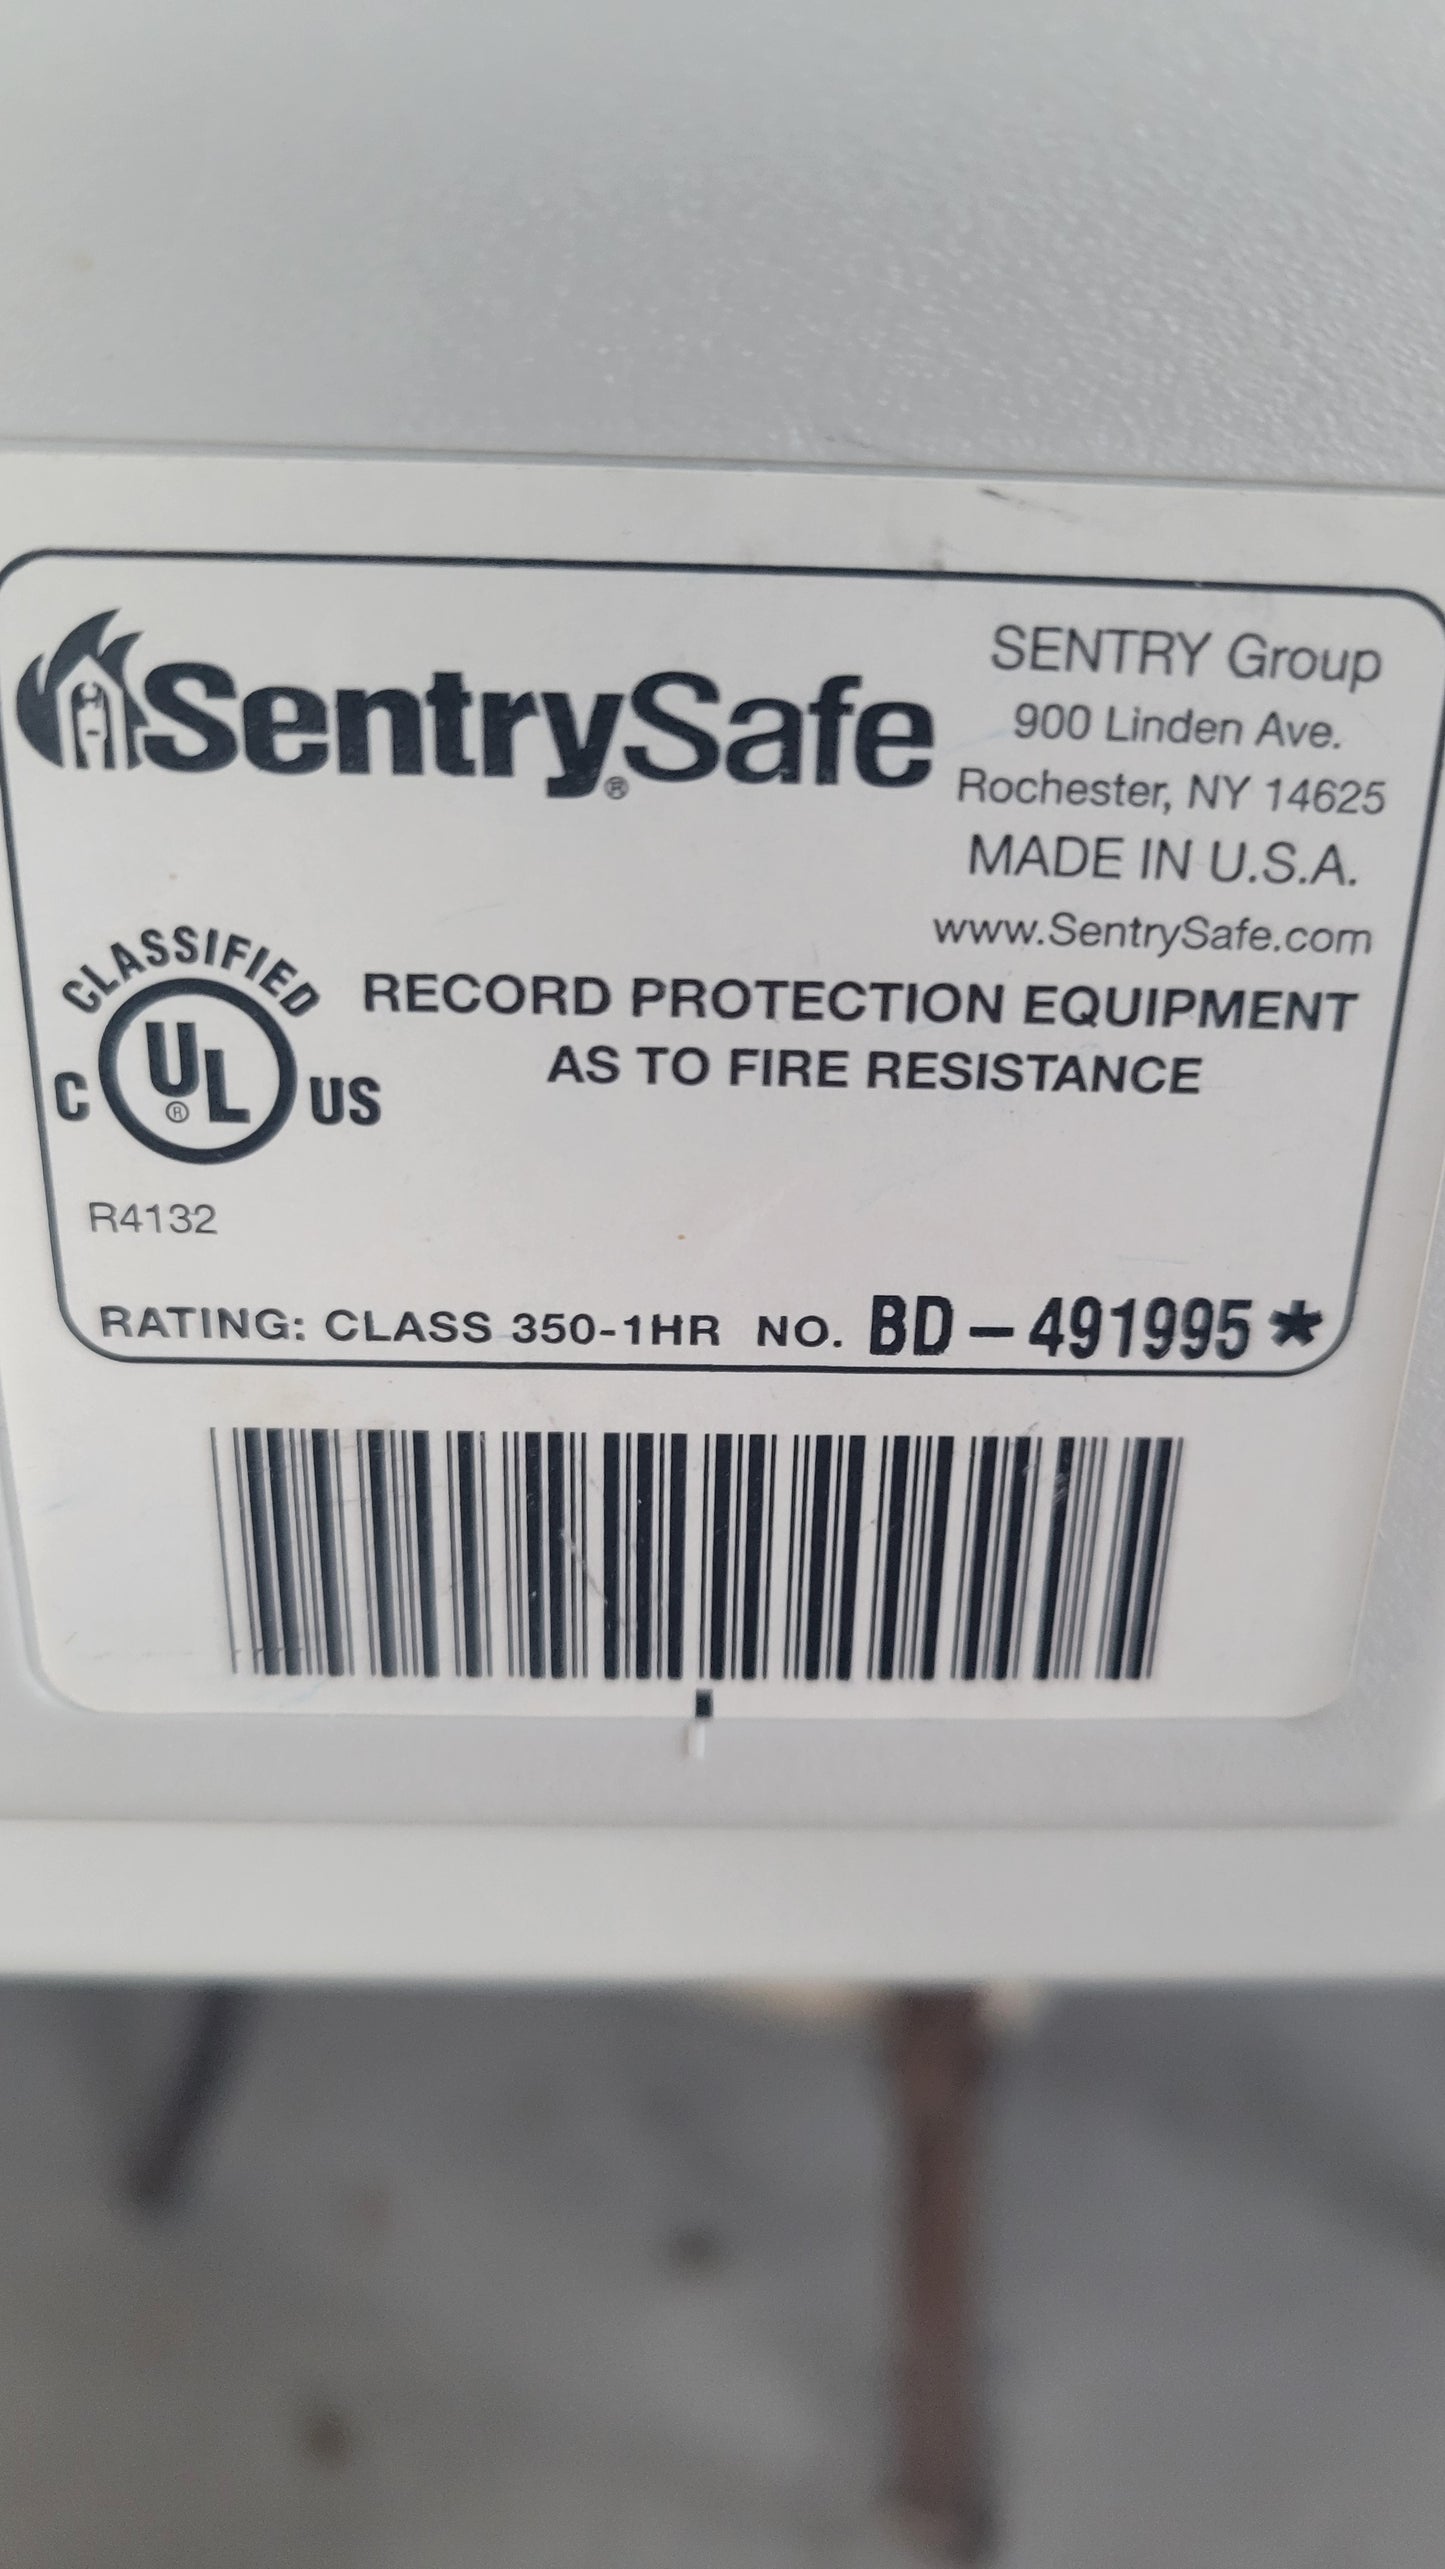 SentrySafe®
SENTRY Group
900 Linden Ave.
Rochester, NY 14625
MADE IN U.S.A.
www.SentrySafe.com
CLASSIFIED
C UL® US
RECORD PROTECTION EQUIPMENT
AS TO FIRE RESISTANCE
R4132
RATING: CLASS 350-1HR NO. BD-491995*